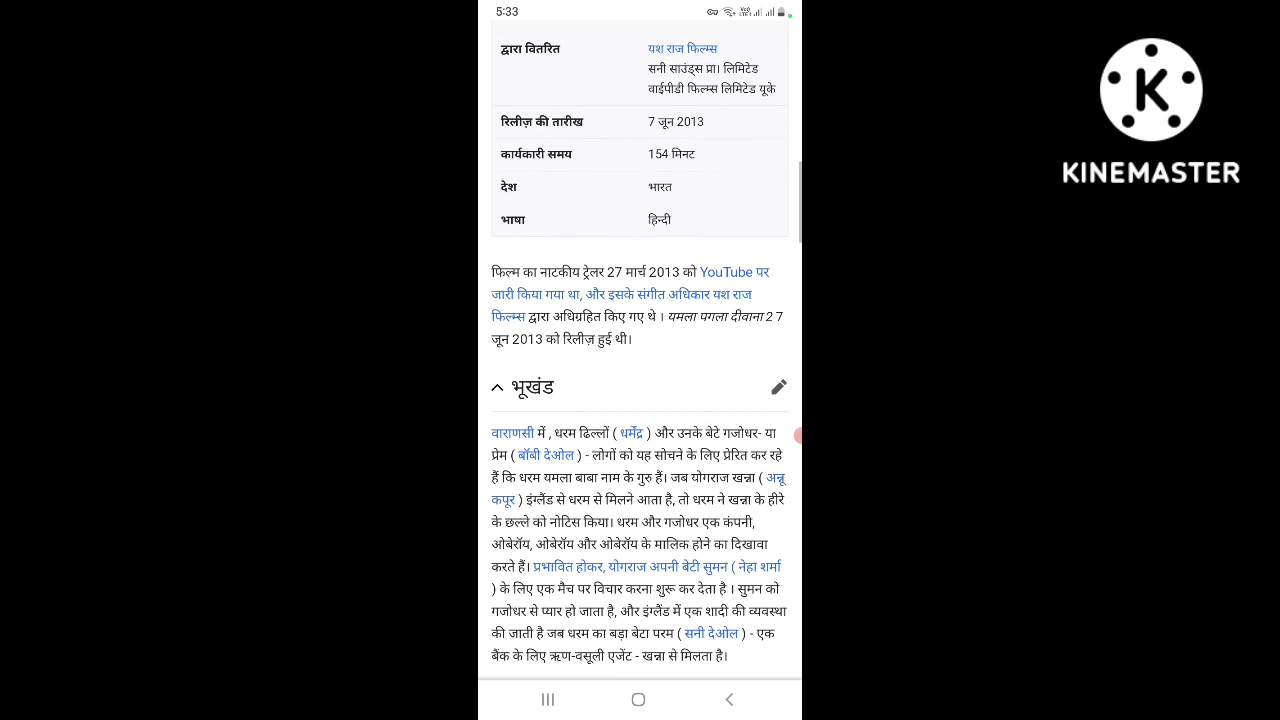 5:33
द्वारा वितरित यश राज फिल्म्स
सनी साउंड्स प्रा। लिमिटेड
वाईपीडी फिल्म्स लिमिटेड यूके
रिलीज़ की तारीख 7 जून 2013
कार्यकारी समय 154 मिनट
देश भारत
भाषा हिन्दी
फिल्म का नाटकीय ट्रेलर 27 मार्च 2013 को YouTube पर
जारी किया गया था, और इसके संगीत अधिकार यश राज
फिल्म्स द्वारा अधिग्रहित किए गए थे । यमला पगला दीवाना 2 7
जून 2013 को रिलीज़ हुई थी।
भूखंड
वाराणसी में , धरम ढिल्लों ( धर्मेंद्र ) और उनके बेटे गजोधर- या
प्रेम ( बॉबी देओल ) - लोगों को यह सोचने के लिए प्रेरित कर रहे
हैं कि धरम यमला बाबा नाम के गुरु हैं। जब योगराज खन्ना ( अन्नू
कपूर ) इंग्लैंड से धरम से मिलने आता है, तो धरम ने खन्ना के हीरे
के छल्ले को नोटिस किया। धरम और गजोधर एक कंपनी,
ओबेरॉय, ओबेरॉय और ओबेरॉय के मालिक होने का दिखावा
करते हैं। प्रभावित होकर, योगराज अपनी बेटी सुमन ( नेहा शर्मा
) के लिए एक मैच पर विचार करना शुरू कर देता है । सुमन को
गजोधर से प्यार हो जाता है, और इंग्लैंड में एक शादी की व्यवस्था
की जाती है जब धरम का बड़ा बेटा परम ( सनी देओल ) - एक
बैंक के लिए ऋण-वसूली एजेंट - खन्ना से मिलता है।
K
KINEMASTER